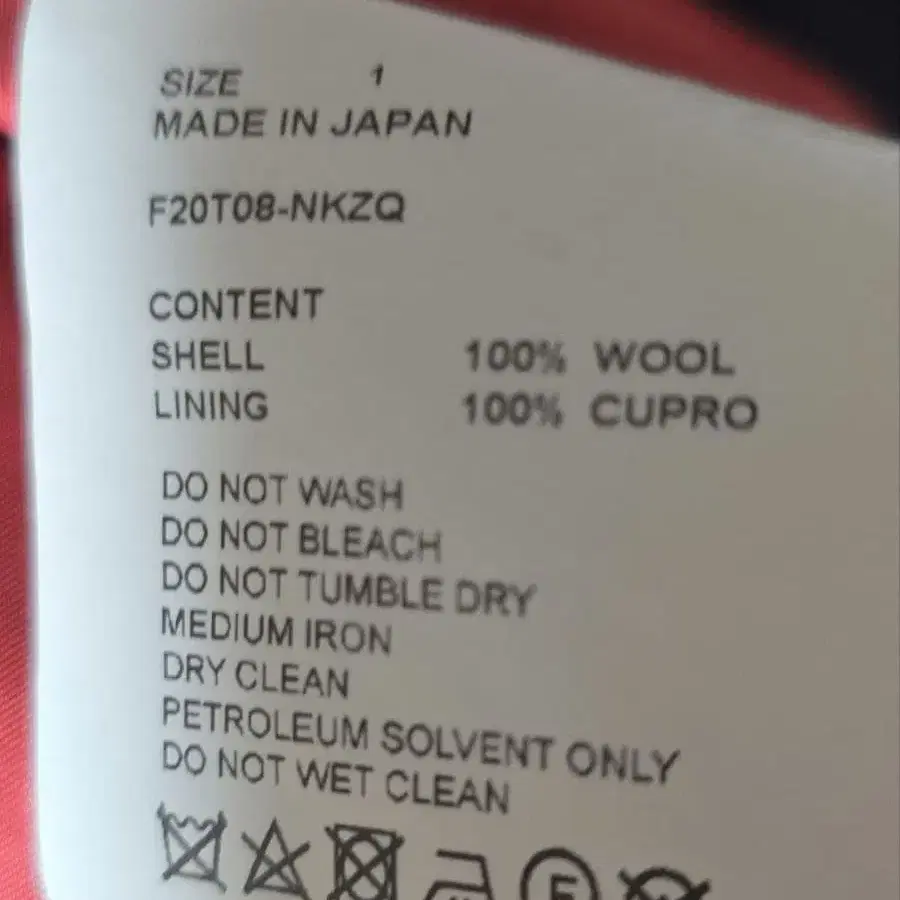 SIZE 1
MADE IN JAPAN
F20T08-NKZQ
CONTENT
SHELL 100% WOOL
LINING 100% CUPRO
DO NOT WASH
DO NOT BLEACH
DO NOT TUMBLE DRY
MEDIUM IRON
DRY CLEAN
PETROLEUM SOLVENT ONLY
DO NOT WET CLEAN
F